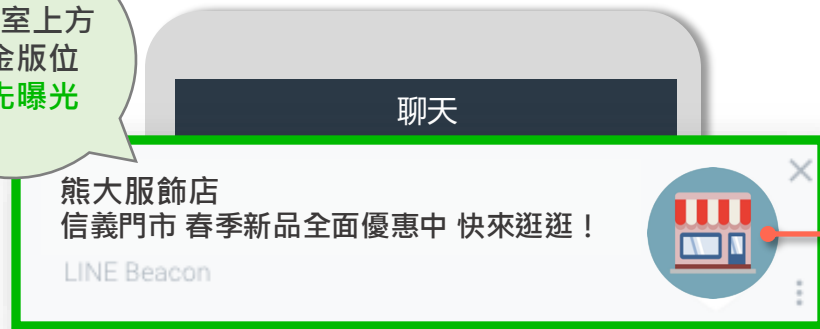 室上方
金版位
先曝光
聊天
熊大服飾店
信義門市 春季新品全面優惠中 快來逛逛！
LINE Beacon